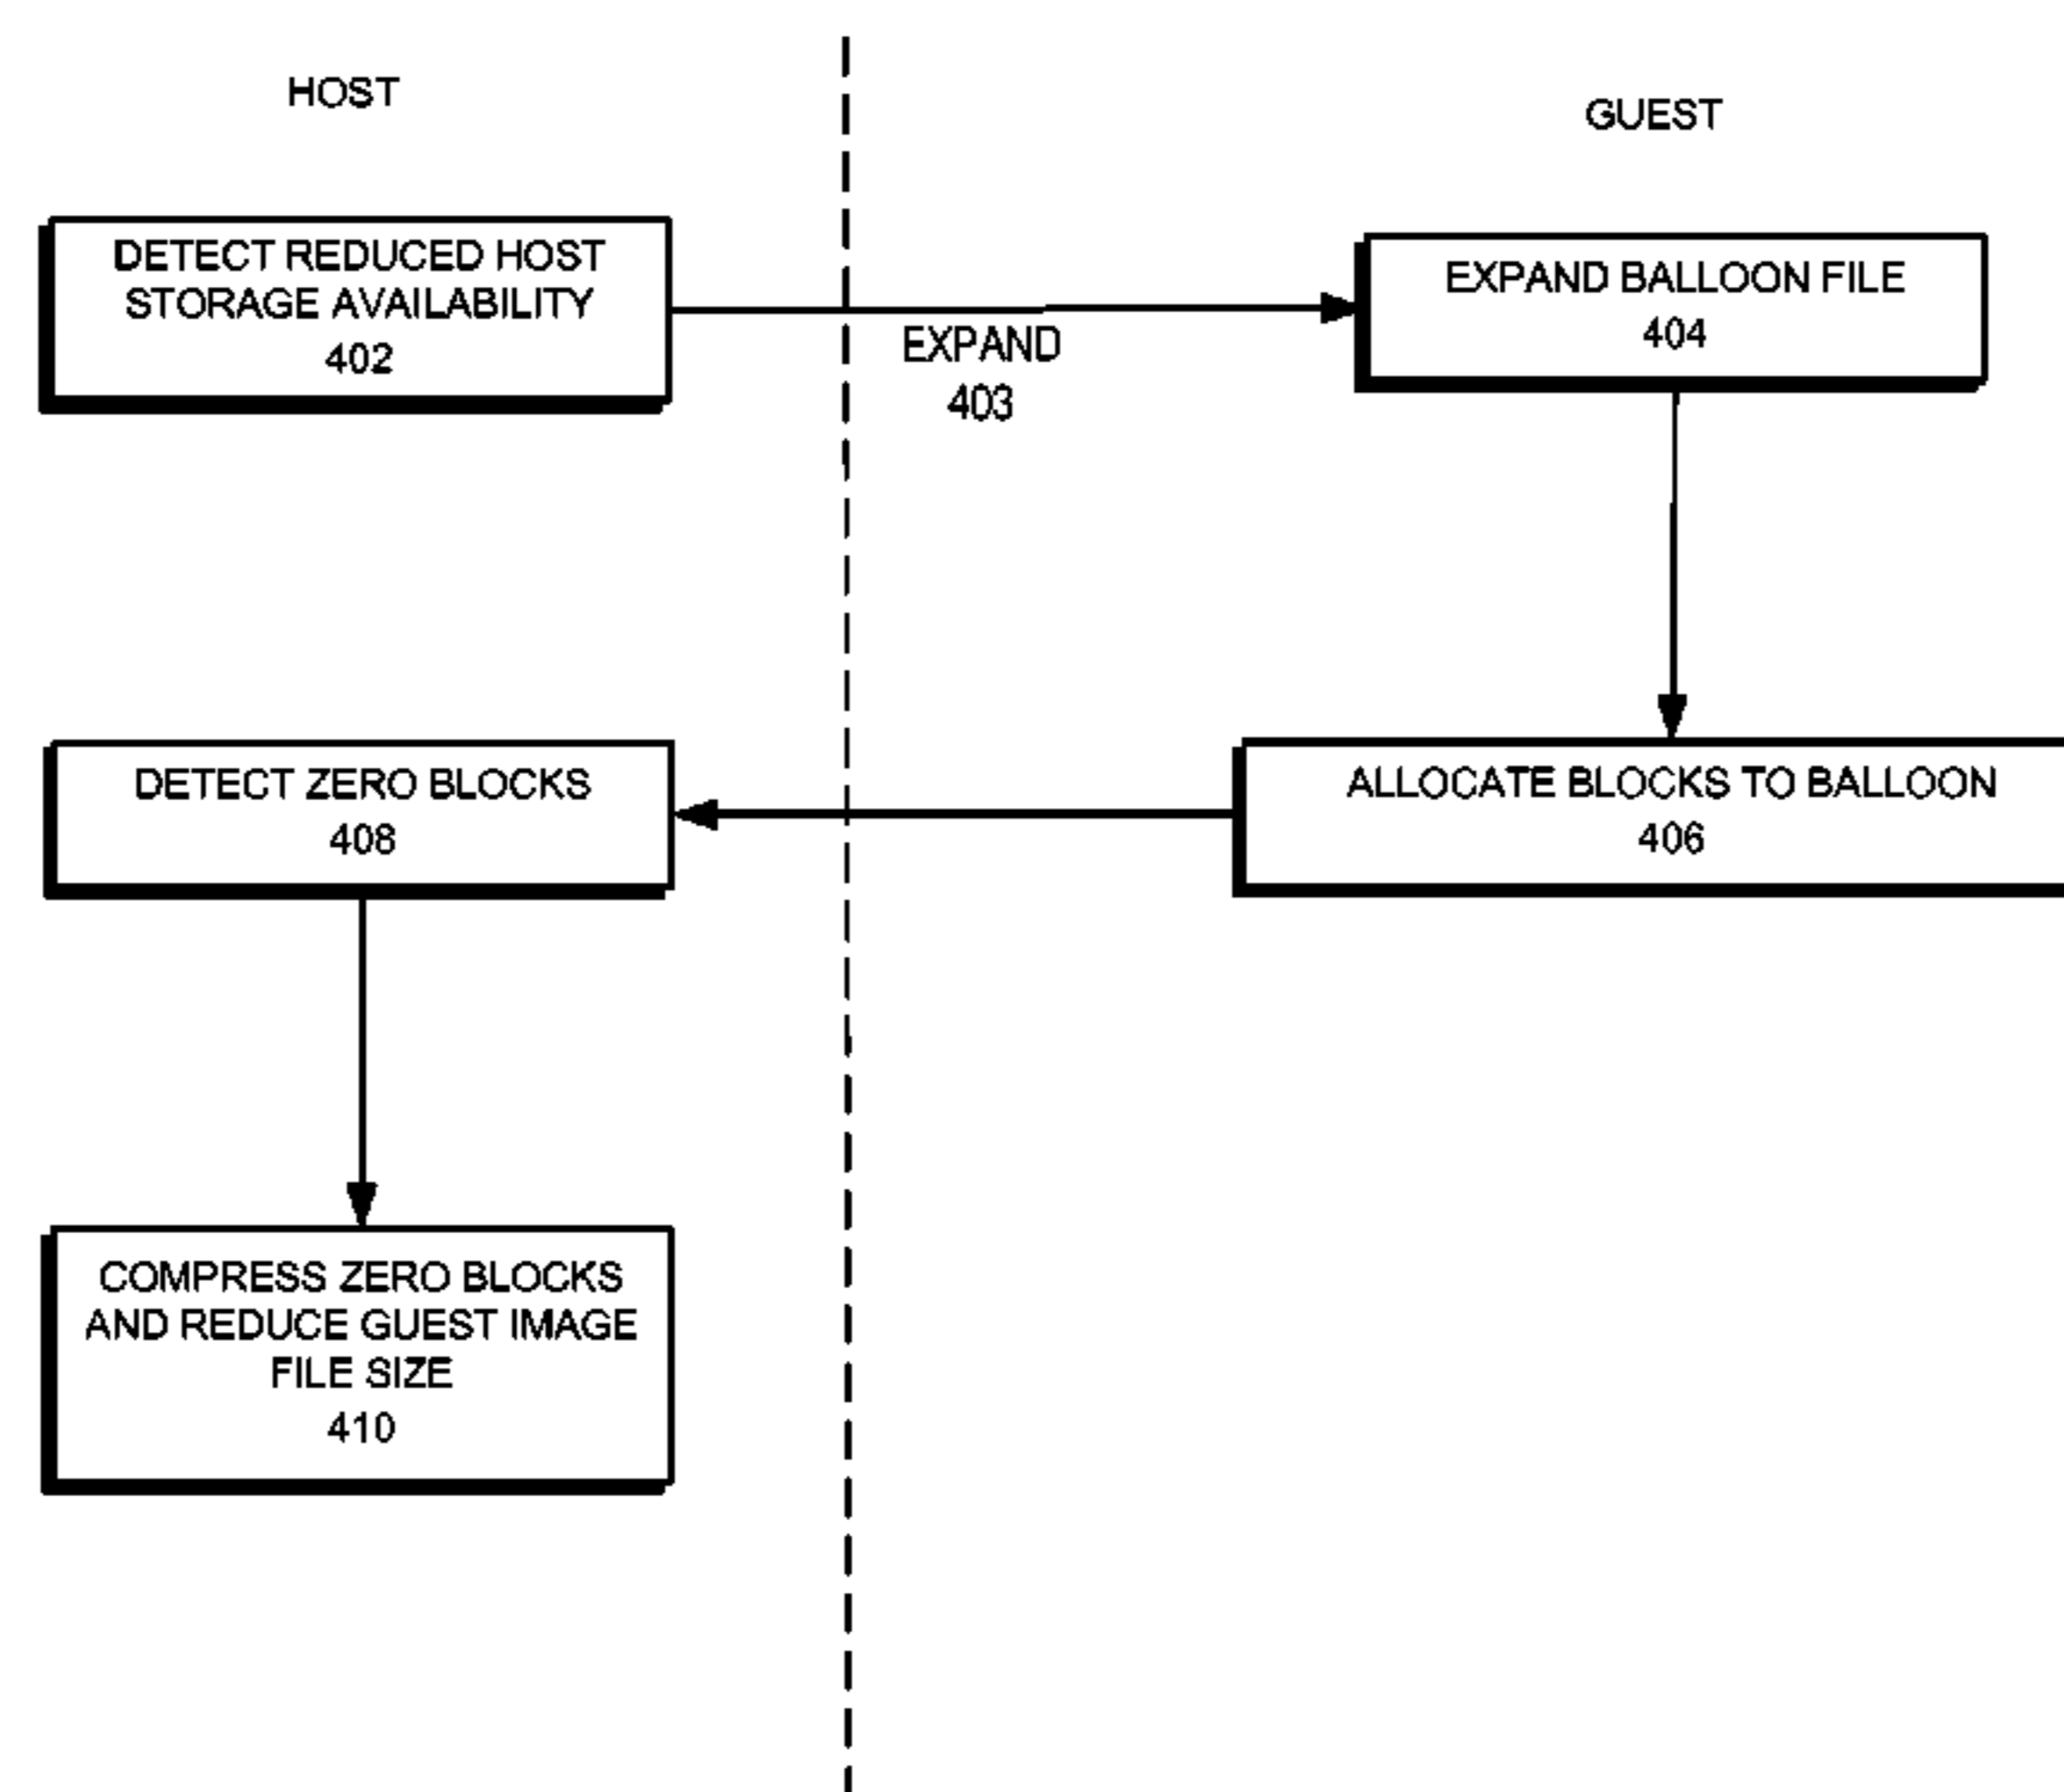 HOST
GUEST
DETECT REDUCED HOST
STORAGE AVAILABILITY
402
EXPAND
403
EXPAND BALLOON FILE
404
DETECT ZERO BLOCKS
408
ALLOCATE BLOCKS TO BALLOON
406
COMPRESS ZERO BLOCKS
AND REDUCE GUEST IMAGE
FILE SIZE
410